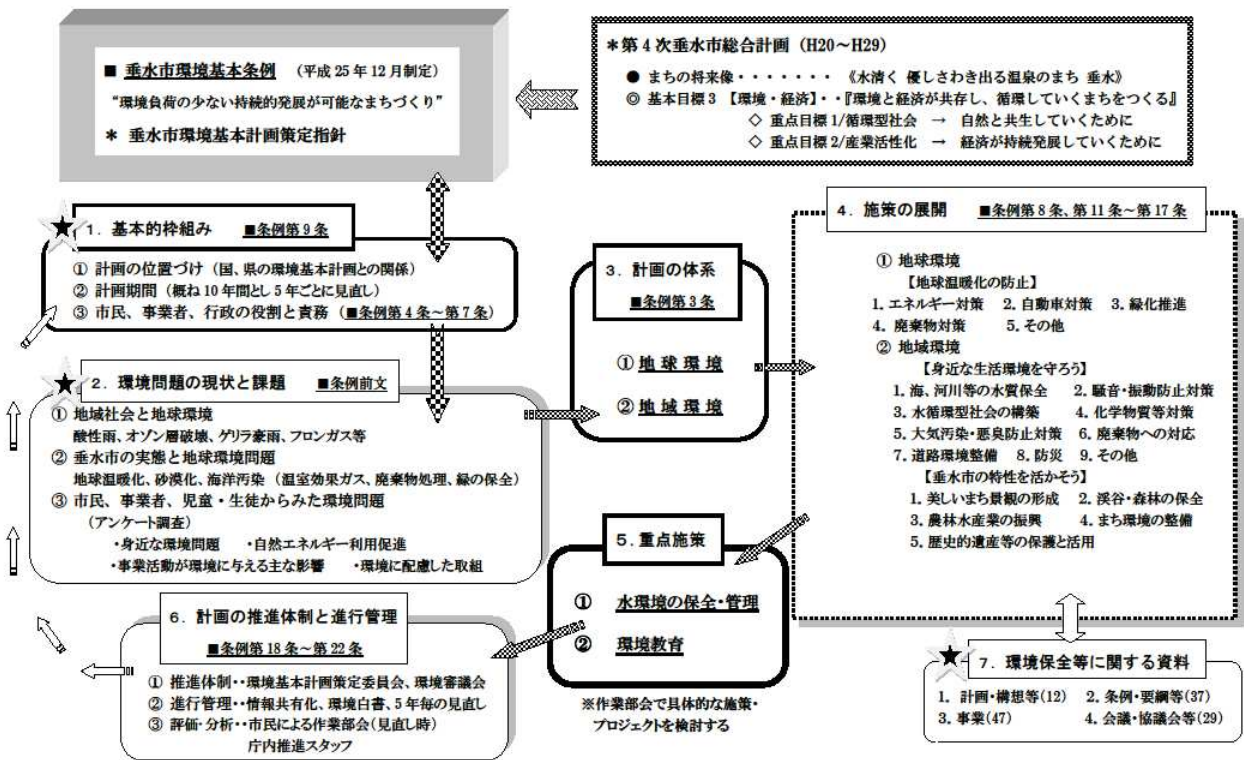 ■ 垂水市環境基本条例 （平成25年12月制定）
“環境負荷の少ない持続的発展が可能なまちづくり”
＊ 垂水市環境基本計画策定指針
＊第4次垂水市総合計画（H20～H29）
● まちの将来像・・・・・・・ 《水清く 優しさわき出る温泉のまち 垂水》
◎ 基本目標3 【環境・経済】・・『環境と経済が共存し、循環していくまちをつくる』
◇ 重点目標1/循環型社会 → 自然と共生していくために
◇ 重点目標2/産業活性化 → 経済が持続発展していくために
★ 1．基本的枠組み ■条例第9条
① 計画の位置づけ（国、県の環境基本計画との関係）
② 計画期間（概ね10年間とし5年ごとに見直し）
③ 市民、事業者、行政の役割と責務（■条例第4条～第7条）
★ 2．環境問題の現状と課題 ■条例前文
① 地域社会と地球環境
酸性雨、オゾン層破壊、ゲリラ豪雨、フロンガス等
② 垂水市の実態と地球環境問題
地球温暖化、砂漠化、海洋汚染（温室効果ガス、廃棄物処理、緑の保全）
③ 市民、事業者、児童・生徒からみた環境問題
（アンケート調査）
・身近な環境問題 ・自然エネルギー利用促進
・事業活動が環境に与える主な影響 ・環境に配慮した取組
3．計画の体系
■条例第3条
① 地球環境
② 地域環境
4．施策の展開 ■条例第8条、第11条～第17条
① 地球環境
【地球温暖化の防止】
1. エネルギー対策 2. 自動車対策 3. 緑化推進
4. 廃棄物対策 5. その他
② 地域環境
【身近な生活環境を守ろう】
1. 海、河川等の水質保全 2. 騒音・振動防止対策
3. 水循環型社会の構築 4. 化学物質等対策
5. 大気汚染・悪臭防止対策 6. 廃棄物への対応
7. 道路環境整備 8. 防災 9. その他
【垂水市の特性を活かそう】
1. 美しいまち景観の形成 2. 渓谷・森林の保全
3. 農林水産業の振興 4. まち環境の整備
5. 歴史的遺産等の保護と活用
5．重点施策
① 水環境の保全・管理
② 環境教育
※作業部会で具体的な施策・
プロジェクトを検討する
6．計画の推進体制と進行管理
■条例第18条～第22条
① 推進体制・・環境基本計画策定委員会、環境審議会
② 進行管理・・情報共有化、環境白書、5年毎の見直し
③ 評価・分析・・市民による作業部会（見直し時）
庁内推進スタッフ
★ 7．環境保全等に関する資料
1. 計画・構想等(12) 2. 条例・要綱等(37)
3. 事業(47) 4. 会議・協議会等(29)